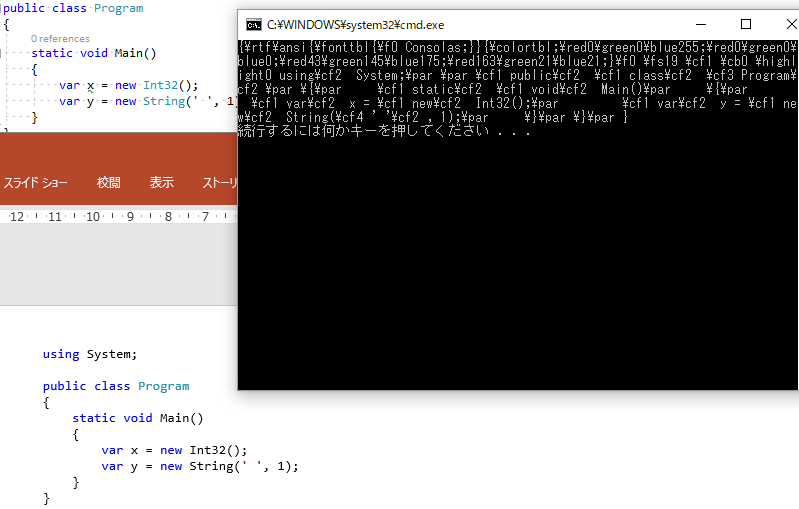 public class Program
{
0 references
static void Main()
{
var x = new Int32();
var y = new String(' ', 1)
}
C:¥WINDOWS¥system32¥cmd.exe
{¥rtf¥ansi{¥fonttbl{¥f0 Consolas;}}{¥colortbl;¥red0¥green0¥blue255;¥red0¥green0¥
blue0;¥red43¥green145¥blue175;¥red163¥green21¥blue21;}¥f0 ¥fs19 ¥cf1 ¥cb0 ¥highl
ight0 using¥cf2  System;¥par ¥par ¥cf1 public¥cf2  ¥cf1 class¥cf2  ¥cf3 Program¥
cf2 ¥par ¥{¥par     ¥cf1 static¥cf2  ¥cf1 void¥cf2  Main()¥par     ¥{¥par
 ¥cf1 var¥cf2  x = ¥cf1 new¥cf2  Int32();¥par         ¥cf1 var¥cf2  y = ¥cf1 ne
w¥cf2  String(¥cf4 ' '¥cf2 , 1);¥par     ¥}¥par ¥}¥par }
続行するには何かキーを押してください . . .
スライド ショー 校閲 表示 ストーリ
12 11 10 9 8 7
using System;
public class Program
{
static void Main()
{
var x = new Int32();
var y = new String(' ', 1);
}
}